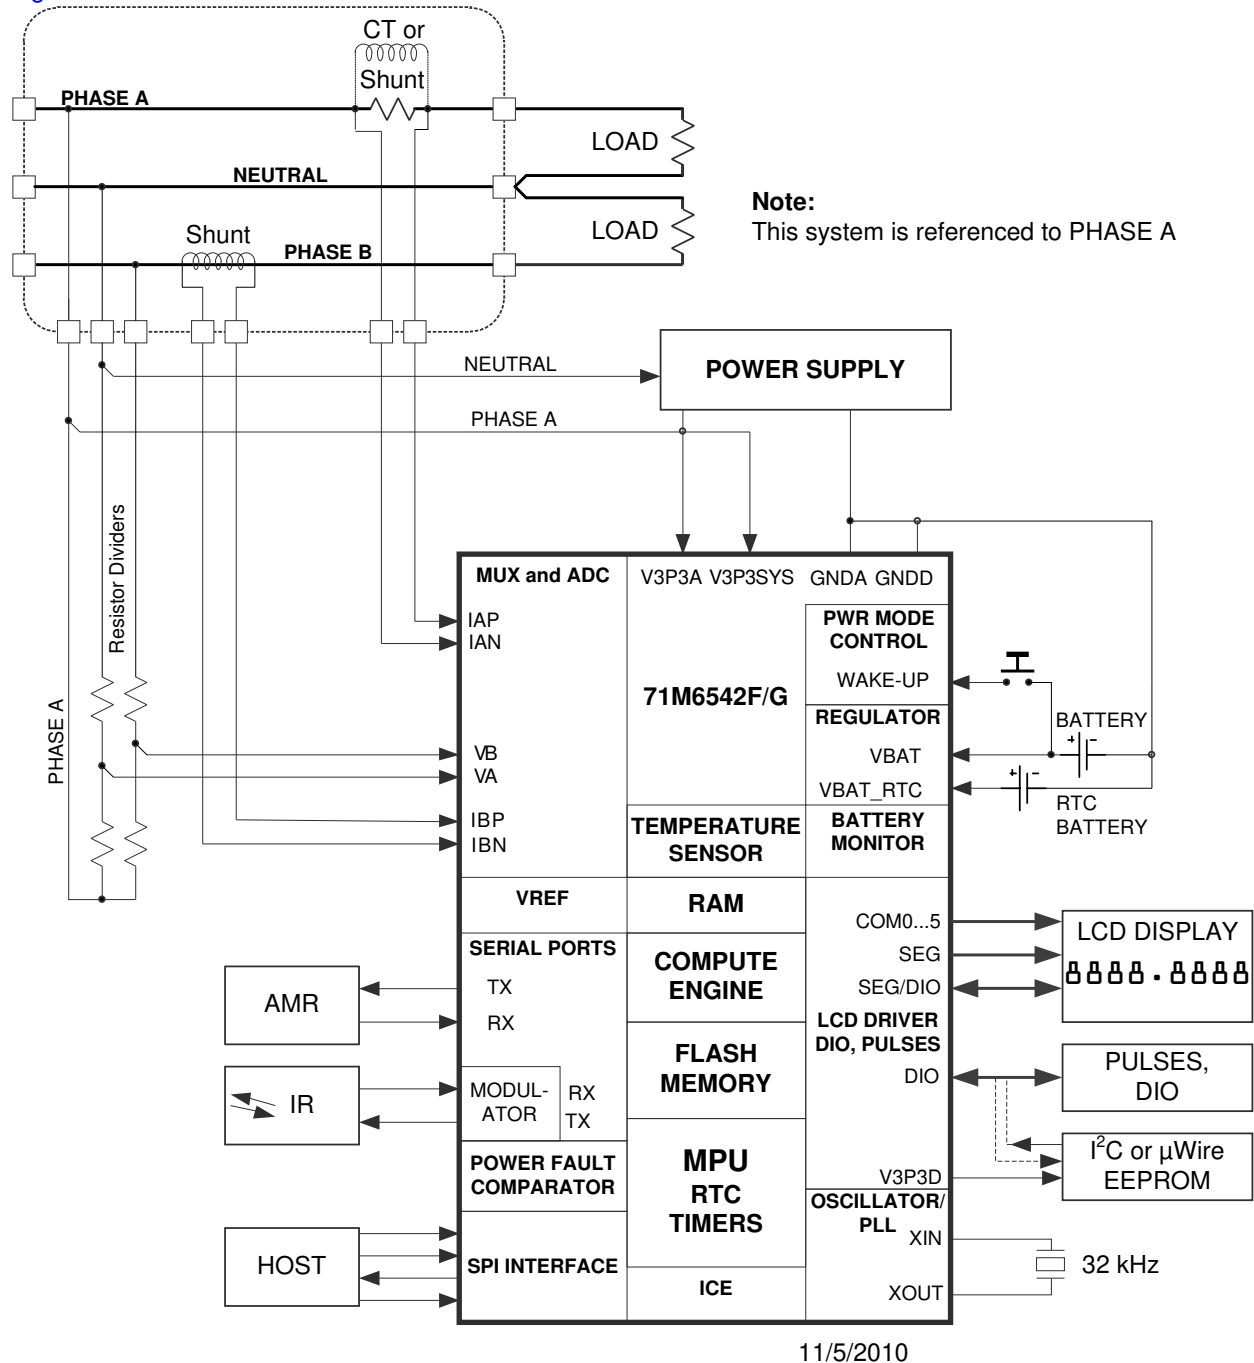 CT or
Shunt
PHASE A
LOAD
NEUTRAL
Note:
This system is referenced to PHASE A
LOAD
Shunt
PHASE B
NEUTRAL
POWER SUPPLY
PHASE A
Resistor Dividers
PHASE A
MUX and ADC
V3P3A V3P3SYS GNDA GNDD
IAP
IAN
PWR MODE
CONTROL
WAKE-UP
71M6542F/G
REGULATOR
BATTERY
VB
VA
VBAT
VBAT_RTC
RTC
BATTERY
IBP
IBN
TEMPERATURE
SENSOR
BATTERY
MONITOR
VREF
RAM
COM0...5
LCD DISPLAY
SERIAL PORTS
COMPUTE
ENGINE
SEG
8888.8888
AMR
TX
SEG/DIO
RX
LCD DRIVER
DIO, PULSES
FLASH
MEMORY
DIO
PULSES,
DIO
IR
MODUL-
ATOR
RX
TX
I²C or µWire
EEPROM
POWER FAULT
COMPARATOR
MPU
RTC
TIMERS
V3P3D
OSCILLATOR/
PLL
XIN
HOST
SPI INTERFACE
32 kHz
ICE
XOUT
11/5/2010